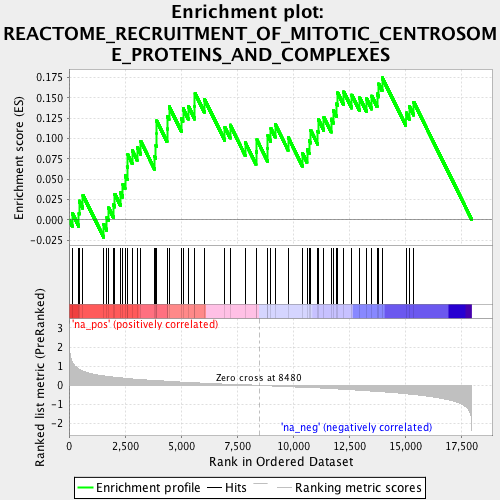 Enrichment plot:
REACTOME_RECRUITMENT_OF_MITOTIC_CENTROSOM
E_PROTEINS_AND_COMPLEXES
Enrichment score (ES)
0.175
0.150
0.125
0.100
0.075
0.050
0.025
0.000
-0.025
'na_pos' (positively correlated)
Ranked list metric (PreRanked)
3
2
1
0
-1
-2
Zero cross at 8480
'na_neg' (negatively correlated)
0
2,500
5,000
7,500
10,000
12,500
15,000
17,500
Rank in Ordered Dataset
Enrichment profile
Hits
Ranking metric scores